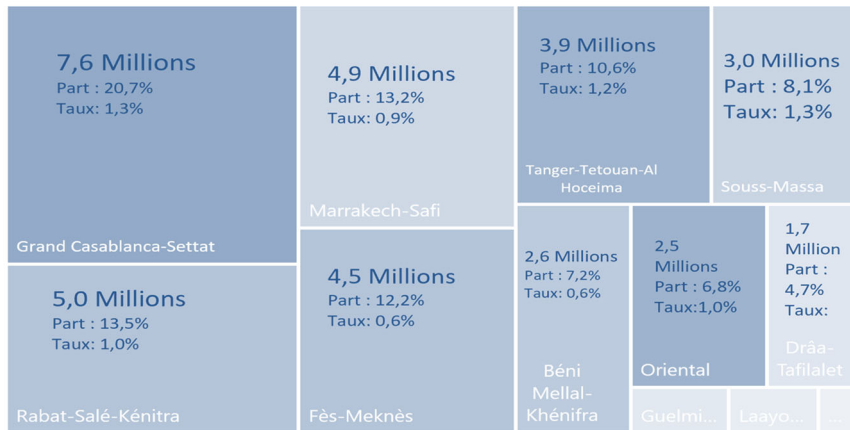 7,6 Millions
Part : 20,7%
Taux: 1,3%
Grand Casablanca-Settat
5,0 Millions
Part : 13,5%
Taux: 1,0%
Rabat-Salé-Kénitra
4,9 Millions
Part : 13,2%
Taux: 0,9%
Marrakech-Safi
4,5 Millions
Part : 12,2%
Taux: 0,6%
Fès-Meknès
3,9 Millions
Part : 10,6%
Taux: 1,2%
Tanger-Tetouan-Al
Hoceima
3,0 Millions
Part : 8,1%
Taux: 1,3%
Souss-Massa
2,6 Millions
Part : 7,2%
Taux: 0,6%
Béni
Mellal-
Khénifra
2,5
Millions
Part : 6,8%
Taux:1,0%
Oriental
1,7
Million
Part :
4,7%
Taux:
Drâa-
Tafilalet
Guelmi...
Laayo...
...